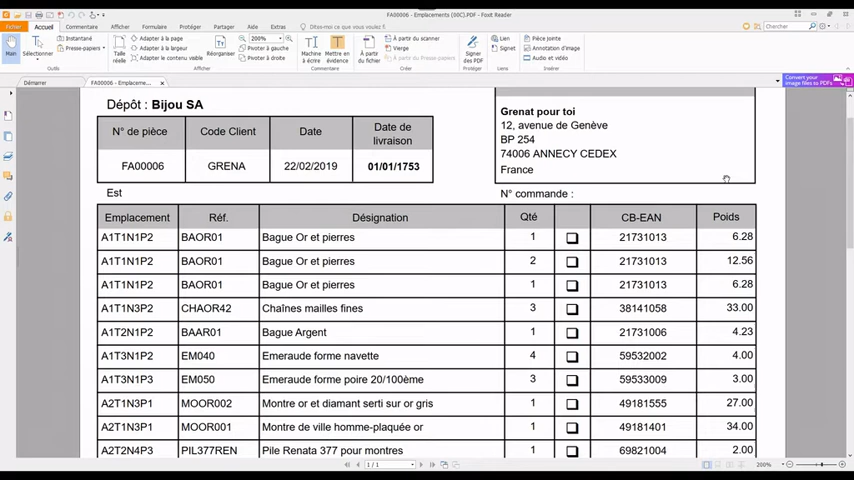 FA00006 - Emplacements (00C).PDF - Foxit Reader
Fichier Accueil Commentaire Affichage Formulaire Protéger Partage Aide Extras Dîtes-moi ce que vous voulez f Chercher
Main
Sélectionner
Instantané
Presse-papiers
Outils
Taille réelle
Adapter à la page
Adapter à la largeur
Adapter le contenu visible
Réorganiser
200%
Pivoter à gauche
Pivoter à droite
Afficher
Machine à écrire
Mettre en évidence
Commentaire
À partir du fichier
À partir du scanner
Vierge
À partir du Presse-papiers
Créer
Signer des PDF
Protéger
Lien
Signet
Liens
Pièce jointe
Annotation d'image
Audio et vidéo
Insérer
Démarrer FA00006 - Emplaceme...
Convert your image files to PDFs
Dépôt : Bijou SA
N° de pièce Code Client Date Date de livraison
FA00006 GRENA 22/02/2019 01/01/1753
Grenat pour toi
12, avenue de Genève
BP 254
74006 ANNECY CEDEX
France
Est N° commande :
Emplacement Réf. Désignation Qté CB-EAN Poids
A1T1N1P2 BAOR01 Bague Or et pierres 1 21731013 6.28
A1T1N1P2 BAOR01 Bague Or et pierres 2 21731013 12.56
A1T1N1P2 BAOR01 Bague Or et pierres 1 21731013 6.28
A1T1N3P2 CHAOR42 Chaînes mailles fines 3 38141058 33.00
A1T2N1P2 BAAR01 Bague Argent 1 21731006 4.23
A1T3N1P2 EM040 Emeraude forme navette 4 59532002 4.00
A1T3N1P3 EM050 Emeraude forme poire 20/100ème 3 59533009 3.00
A2T1N3P1 MOOR002 Montre or et diamant serti sur or gris 1 49181555 27.00
A2T1N3P1 MOOR001 Montre de ville homme-plaquée or 1 49181401 34.00
A2T2N4P3 PIL377REN Pile Renata 377 pour montres 1 69821004 2.00
1 / 1 200%